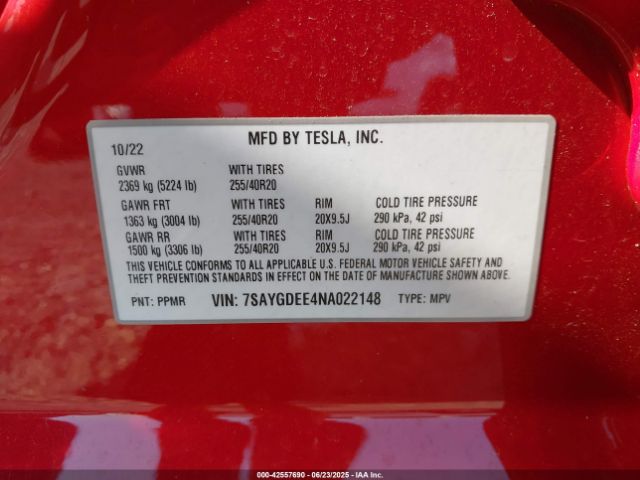 MFD BY TESLA, INC.
10/22
GVWR WITH TIRES
2369 kg (5224 lb) 255/40R20
GAWR FRT WITH TIRES RIM COLD TIRE PRESSURE
1363 kg (3004 lb) 255/40R20 20X9.5J 290 kPa, 42 psi
GAWR RR WITH TIRES RIM COLD TIRE PRESSURE
1500 kg (3306 lb) 255/40R20 20X9.5J 290 kPa, 42 psi
THIS VEHICLE CONFORMS TO ALL APPLICABLE U.S. FEDERAL MOTOR VEHICLE SAFETY AND
THEFT PREVENTION STANDARDS IN EFFECT ON THE DATE OF MANUFACTURE SHOWN ABOVE.
PNT: PPMR VIN: 7SAYGDEE4NA022148 TYPE: MPV
000-42557690 - 06/23/2025 - IAA Inc.